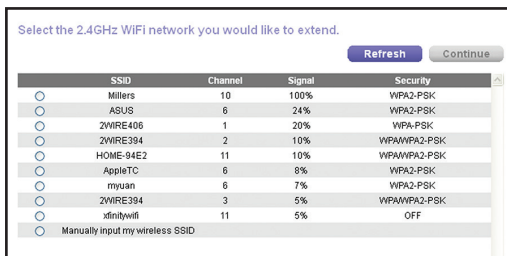 Select the 2.4GHz WiFi network you would like to extend.
Refresh Continue
SSID Channel Signal Security
Millers 10 100% WPA2-PSK
ASUS 6 24% WPA2-PSK
2WIRE406 1 20% WPA-PSK
2WIRE394 2 10% WPA/WPA2-PSK
HOME-94E2 11 10% WPA/WPA2-PSK
AppleTC 6 8% WPA2-PSK
myuan 6 7% WPA2-PSK
2WIRE394 3 5% WPA/WPA2-PSK
xfinitywifi 11 5% OFF
Manually input my wireless SSID